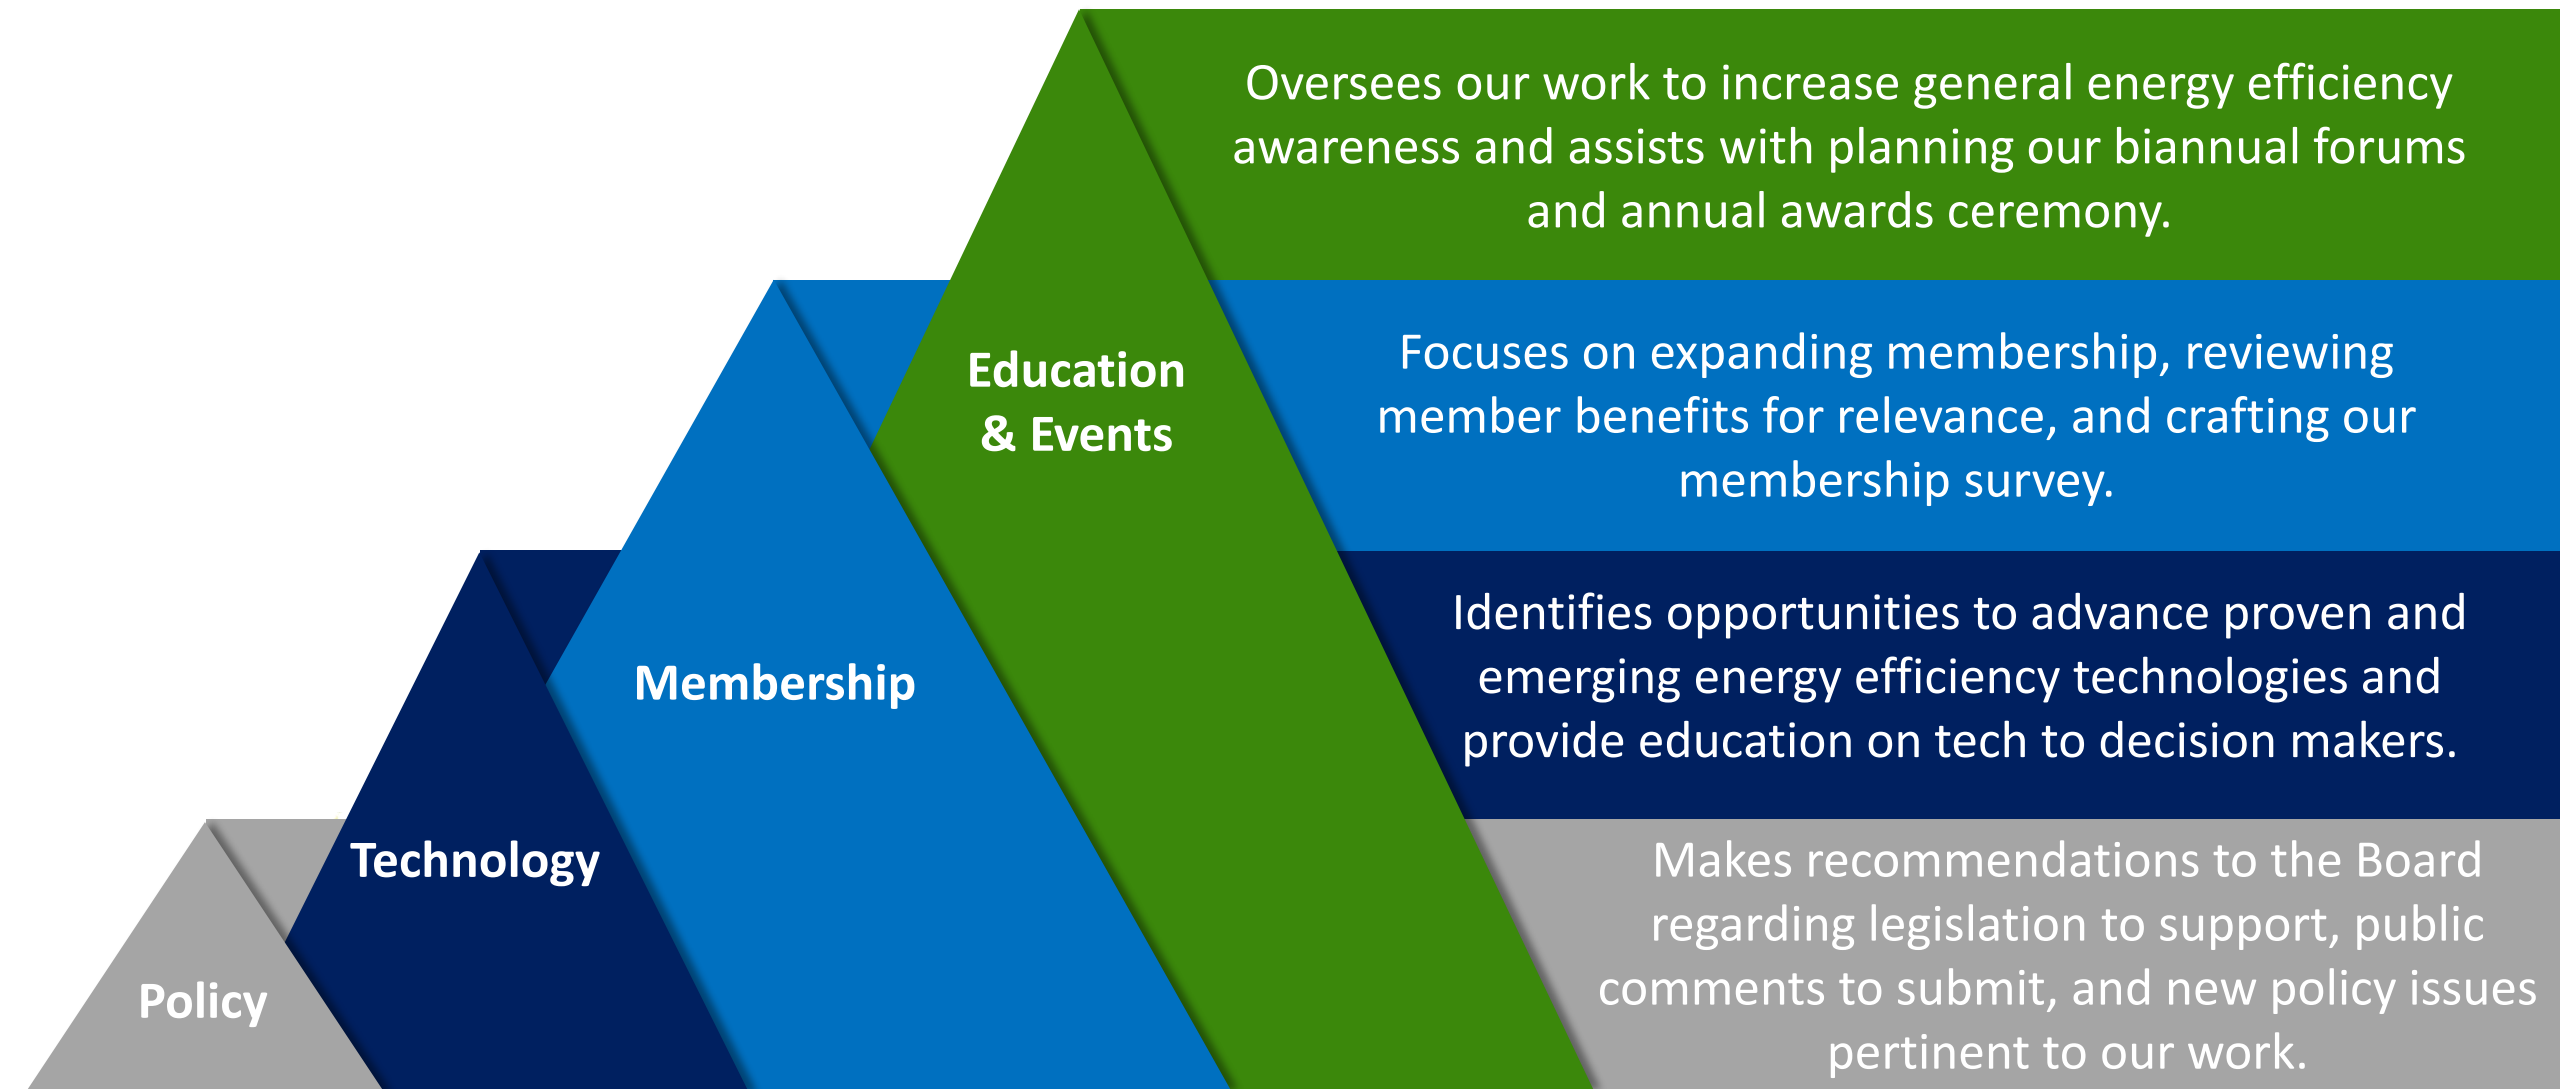 Oversees our work to increase general energy efficiency
awareness and assists with planning our biannual forums
and annual awards ceremony.
Education
& Events
Focuses on expanding membership, reviewing
member benefits for relevance, and crafting our
membership survey.
Membership
Identifies opportunities to advance proven and
emerging energy efficiency technologies and
provide education on tech to decision makers.
Technology
Makes recommendations to the Board
regarding legislation to support, public
comments to submit, and new policy issues
pertinent to our work.
Policy